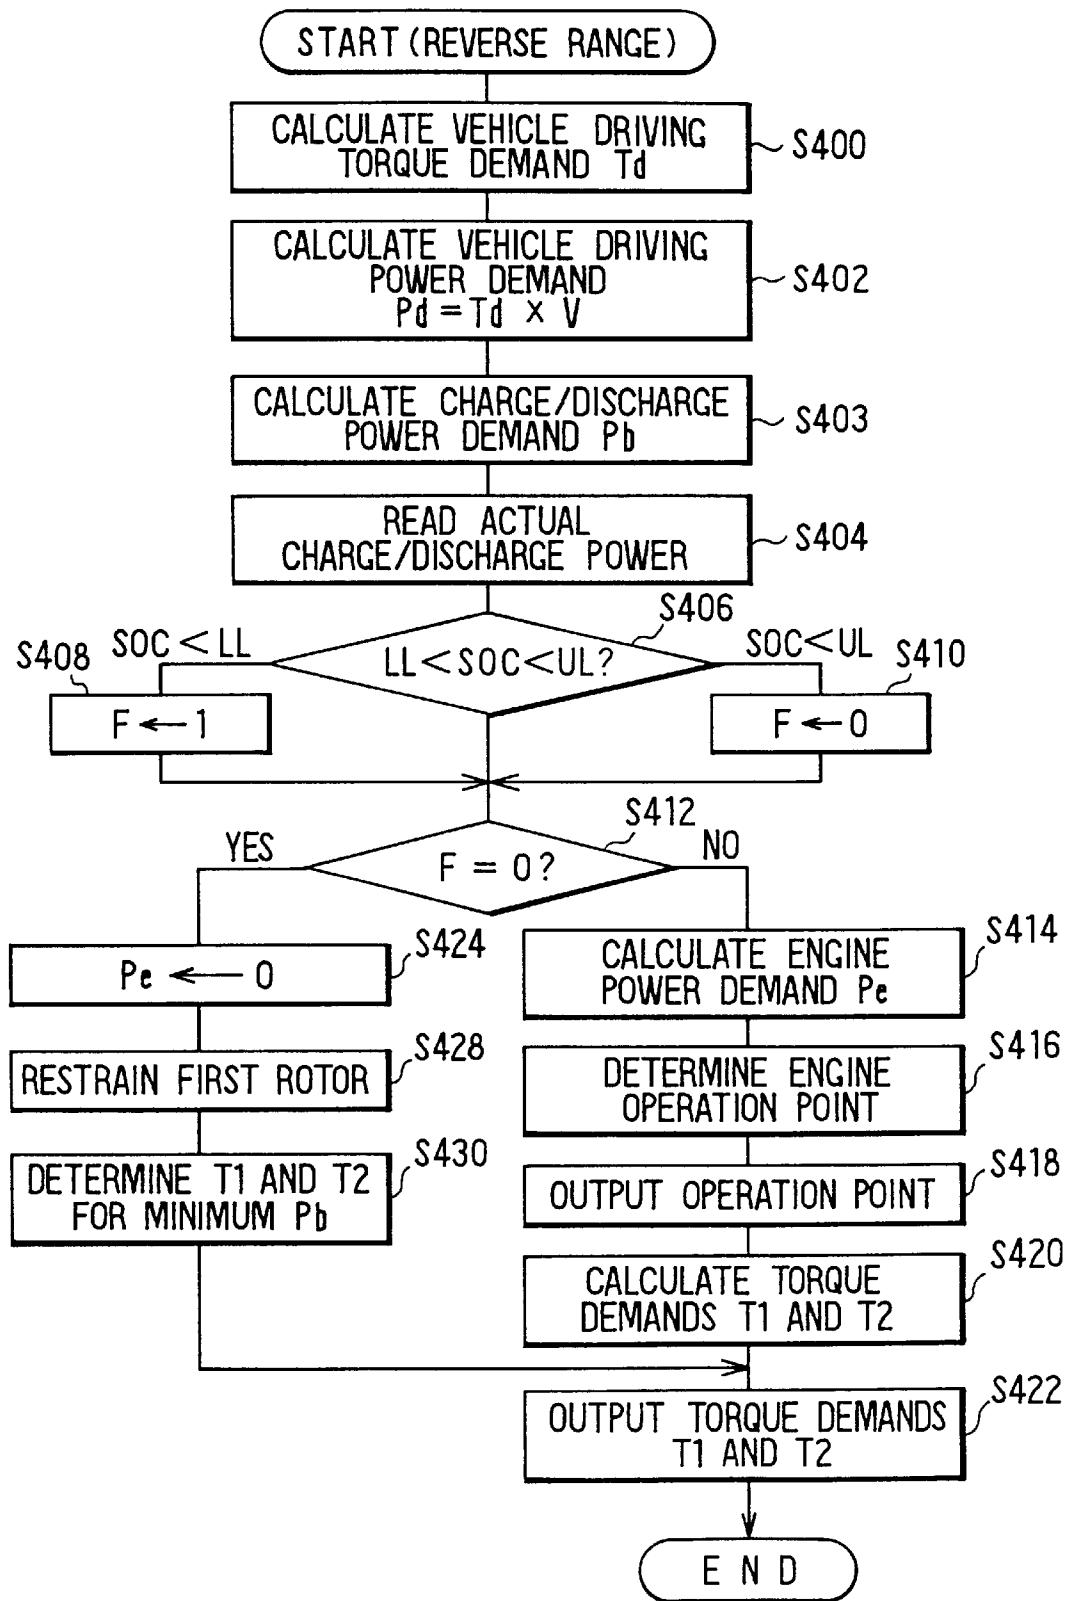 START (REVERSE RANGE)
CALCULATE VEHICLE DRIVING
TORQUE DEMAND Td
S400
CALCULATE VEHICLE DRIVING
POWER DEMAND
Pd = Td × V
S402
CALCULATE CHARGE/DISCHARGE
POWER DEMAND Pb
S403
READ ACTUAL
CHARGE/DISCHARGE POWER
S404
S406
SOC < LL
LL < SOC < UL?
SOC < UL
S408
F ← 1
S410
F ← 0
S412
YES
F = 0?
NO
S424
Pe ← 0
S414
CALCULATE ENGINE
POWER DEMAND Pe
S428
RESTRAIN FIRST ROTOR
S416
DETERMINE ENGINE
OPERATION POINT
S430
DETERMINE T1 AND T2
FOR MINIMUM Pb
S418
OUTPUT OPERATION POINT
S420
CALCULATE TORQUE
DEMANDS T1 AND T2
S422
OUTPUT TORQUE DEMANDS
T1 AND T2
END